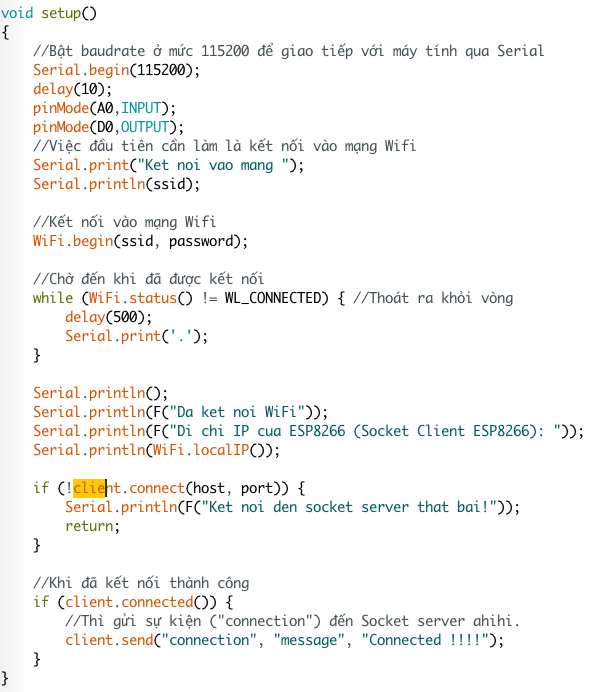 void setup()
{
    //Bật baudrate ở mức 115200 để giao tiếp với máy tính qua Serial
    Serial.begin(115200);
    delay(10);
    pinMode(A0,INPUT);
    pinMode(D0,OUTPUT);
    //Việc đầu tiên cần làm là kết nối vào mạng Wifi
    Serial.print("Ket noi vao mang ");
    Serial.println(ssid);

    //Kết nối vào mạng Wifi
    WiFi.begin(ssid, password);

    //Chờ đến khi đã được kết nối
    while (WiFi.status() != WL_CONNECTED) { //Thoát ra khỏi vòng
        delay(500);
        Serial.print('.');
    }

    Serial.println();
    Serial.println(F("Da ket noi WiFi"));
    Serial.println(F("Di chi IP cua ESP8266 (Socket Client ESP8266): "));
    Serial.println(WiFi.localIP());

    if (!client.connect(host, port)) {
        Serial.println(F("Ket noi den socket server that bai!"));
        return;
    }

    //Khi đã kết nối thành công
    if (client.connected()) {
        //Thì gửi sự kiện ("connection") đến Socket server ahihi.
        client.send("connection", "message", "Connected !!!!");
    }
}